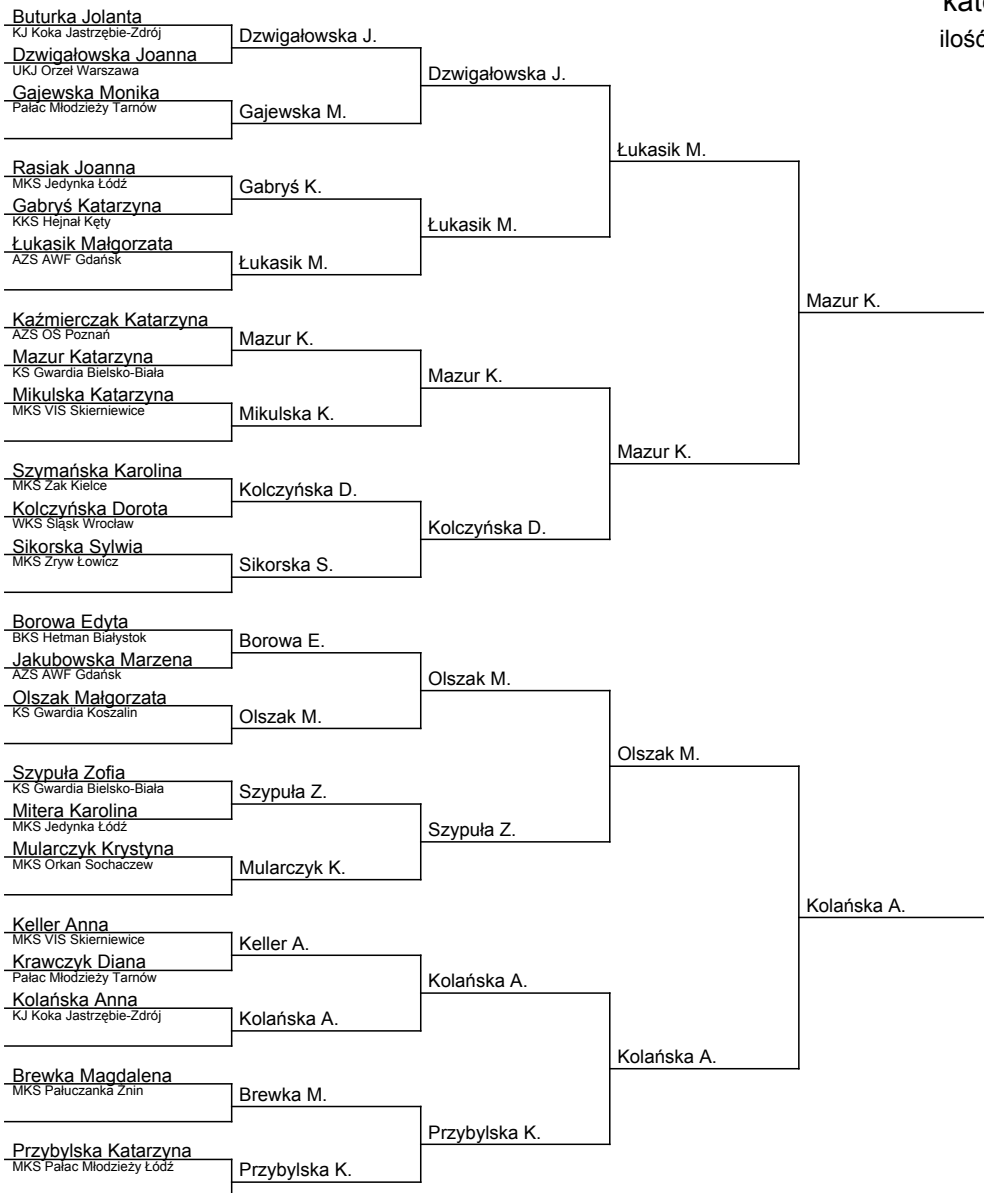 kat
ilość
Buturka Jolanta
KJ Koka Jastrzębie-Zdrój
Dzwigałowska J.
Dzwigałowska Joanna
UKJ Orzeł Warszawa
Dzwigałowska J.
Gajewska Monika
Pałac Młodzieży Tarnów
Gajewska M.
Łukasik M.
Rasiak Joanna
MKS Jedynka Łódź
Gabryś K.
Gabryś Katarzyna
KKS Hejnał Kęty
Łukasik M.
Łukasik Małgorzata
AZS AWF Gdańsk
Łukasik M.
Mazur K.
Kaźmierczak Katarzyna
AZS OŚ Poznań
Mazur K.
Mazur Katarzyna
KS Gwardia Bielsko-Biała
Mazur K.
Mikulska Katarzyna
MKS VIS Skierniewice
Mikulska K.
Mazur K.
Szymańska Karolina
MKS Żak Kielce
Kolczyńska D.
Kolczyńska Dorota
WKS Śląsk Wrocław
Kolczyńska D.
Sikorska Sylwia
MKS Zryw Łowicz
Sikorska S.
Borowa Edyta
BKS Hetman Białystok
Borowa E.
Jakubowska Marzena
AZS AWF Gdańsk
Olszak M.
Olszak Małgorzata
KS Gwardia Koszalin
Olszak M.
Olszak M.
Szypuła Zofia
KS Gwardia Bielsko-Biała
Szypuła Z.
Mitera Karolina
MKS Jedynka Łódź
Szypuła Z.
Mularczyk Krystyna
MKS Orkan Sochaczew
Mularczyk K.
Kolańska A.
Keller Anna
MKS VIS Skierniewice
Keller A.
Krawczyk Diana
Pałac Młodzieży Tarnów
Kolańska A.
Kolańska Anna
KJ Koka Jastrzębie-Zdrój
Kolańska A.
Kolańska A.
Brewka Magdalena
MKS Pałuczanka Żnin
Brewka M.
Przybylska K.
Przybylska Katarzyna
MKS Pałac Młodzieży Łódź
Przybylska K.